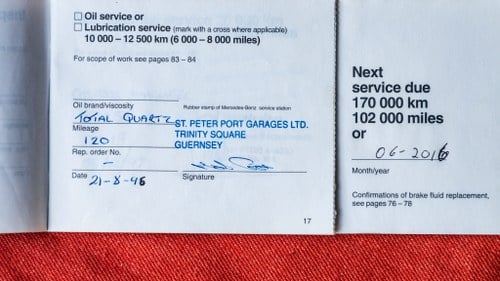 Oil service or
Lubrication service (mark with a cross where applicable)
10 000 – 12 500 km (6 000 – 8 000 miles)
For scope of work see pages 83 – 84
TOTAL QUARTZ
Oil brand/viscosity
Rubber stamp of Mercedes-Benz service station
120
Mileage
ST. PETER PORT GARAGES LTD.
TRINITY SQUARE
GUERNSEY
–
Rep. order No.
21-8-
Date
Signature
17
Next
service due
170 000 km
102 000 miles
or
06-2016
Month/year
Confirmations of brake fluid replacement,
see pages 76 – 78